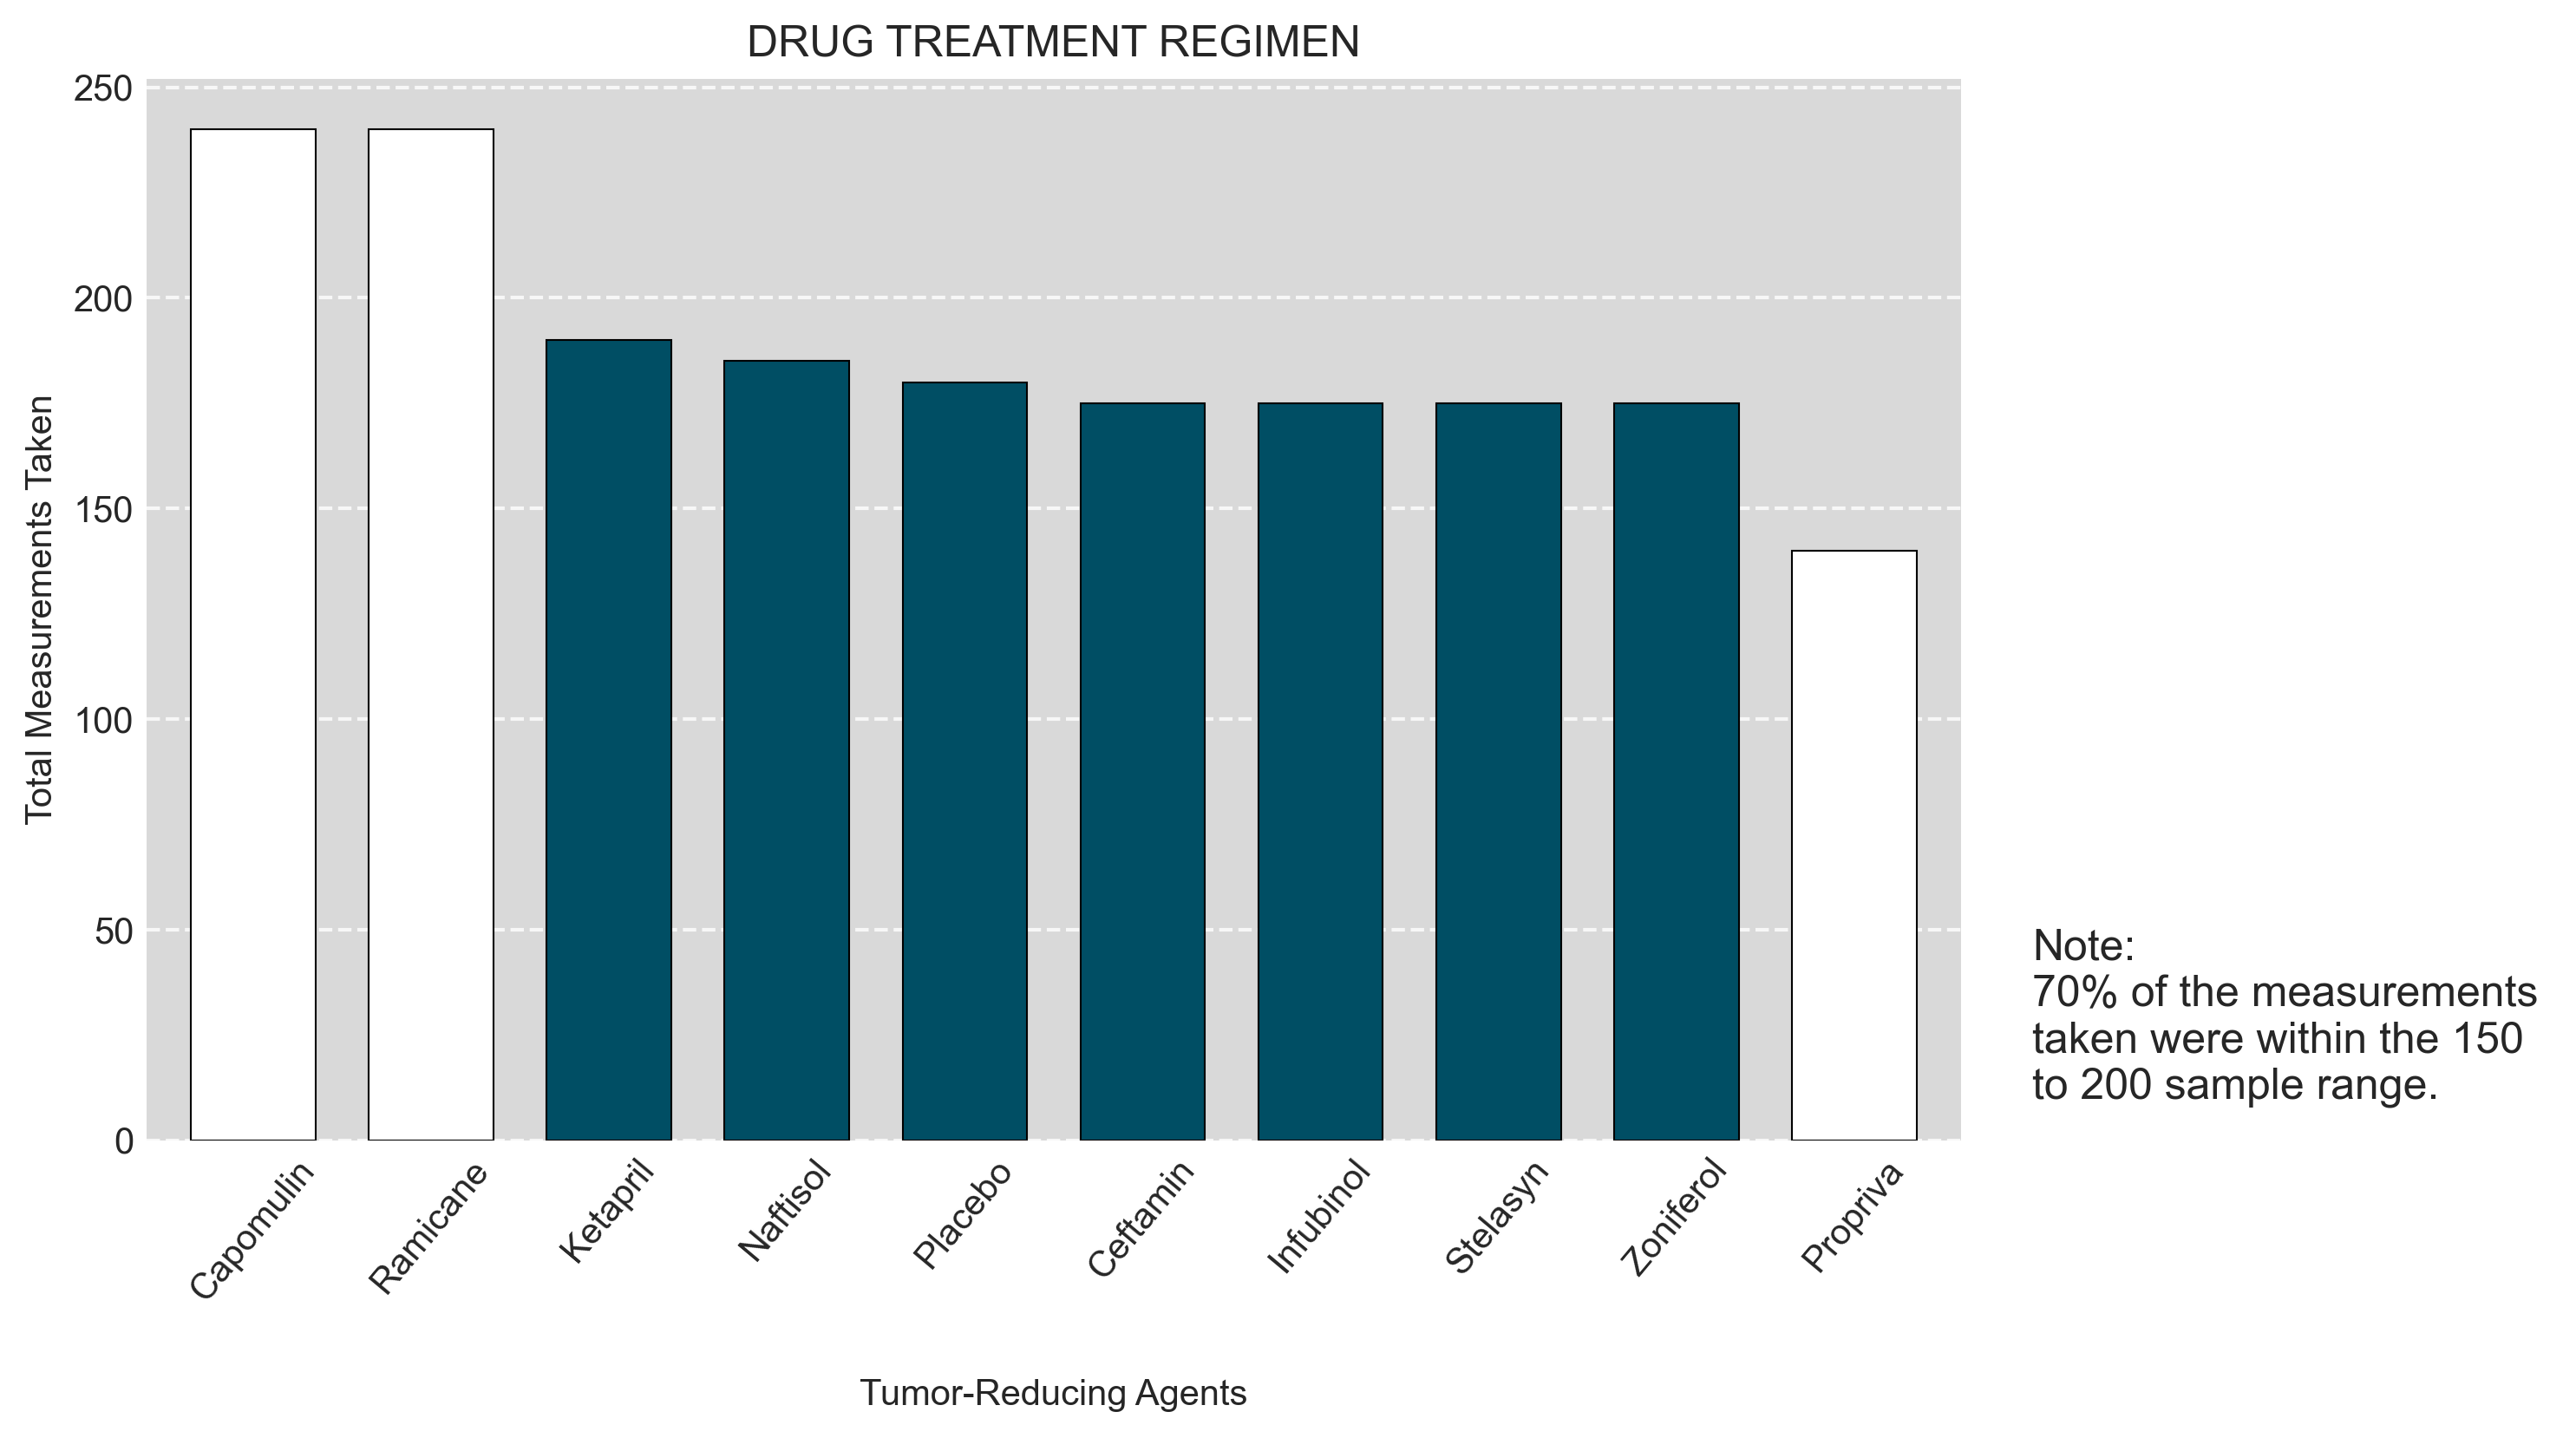 DRUG TREATMENT REGIMEN
250
200
150
100
50
0
Total Measurements Taken
Capomulin
Ramicane
Ketapril
Naftisol
Placebo
Ceftamin
Infubinol
Stelasyn
Zoniferol
Propriva
Tumor-Reducing Agents
Note:
70% of the measurements
taken were within the 150
to 200 sample range.